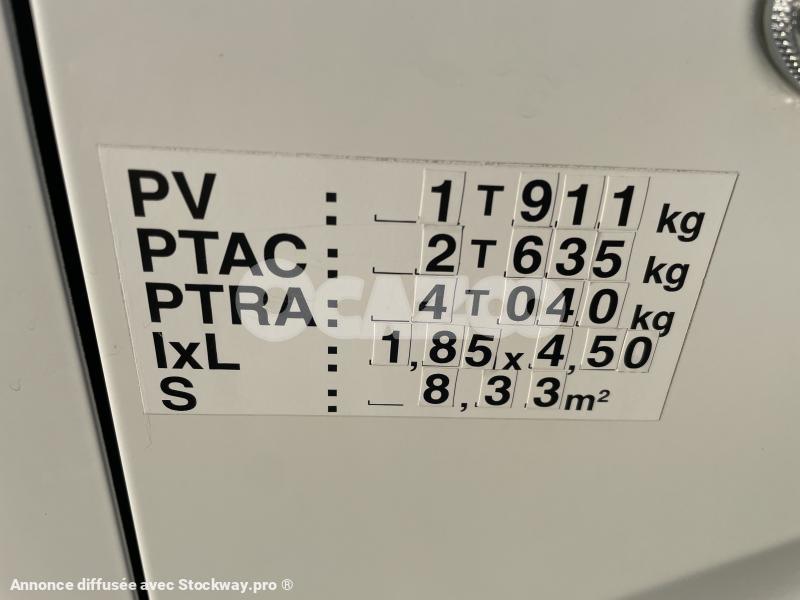 PV : _ 1 T 911 kg
PTAC : _ 2 T 635 kg
PTRA : _ 4 T 040 kg
lxL : 1,85 x 4,50
S : _ 8,33 m²
Annonce diffusée avec Stockway.pro ®